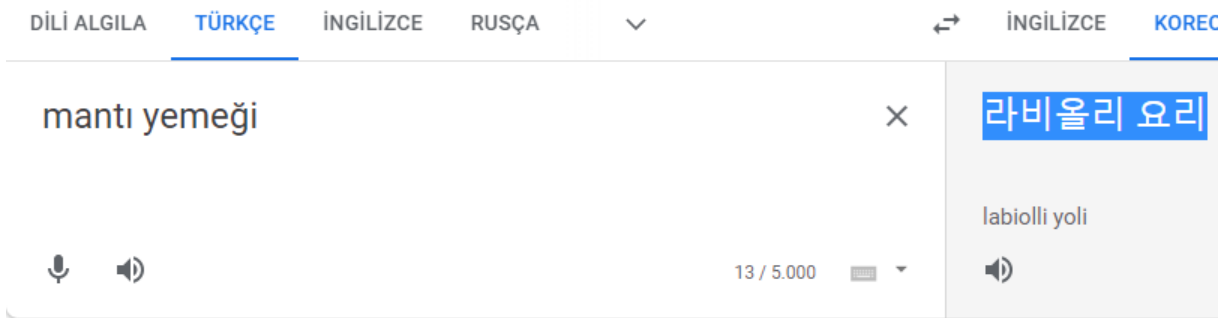 DİLİ ALGILA TÜRKÇE İNGİLİZCE RUSÇA İNGİLİZCE
mantı yemeği
라비올리 요리
labiolli yoli
13 / 5.000